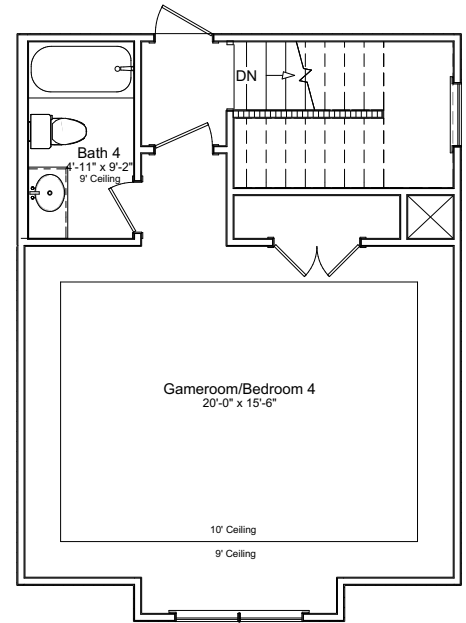 DN
Bath 4
4'-11" x 9'-2"
9' Ceiling
Gameroom/Bedroom 4
20'-0" x 15'-6"
10' Ceiling
9' Ceiling